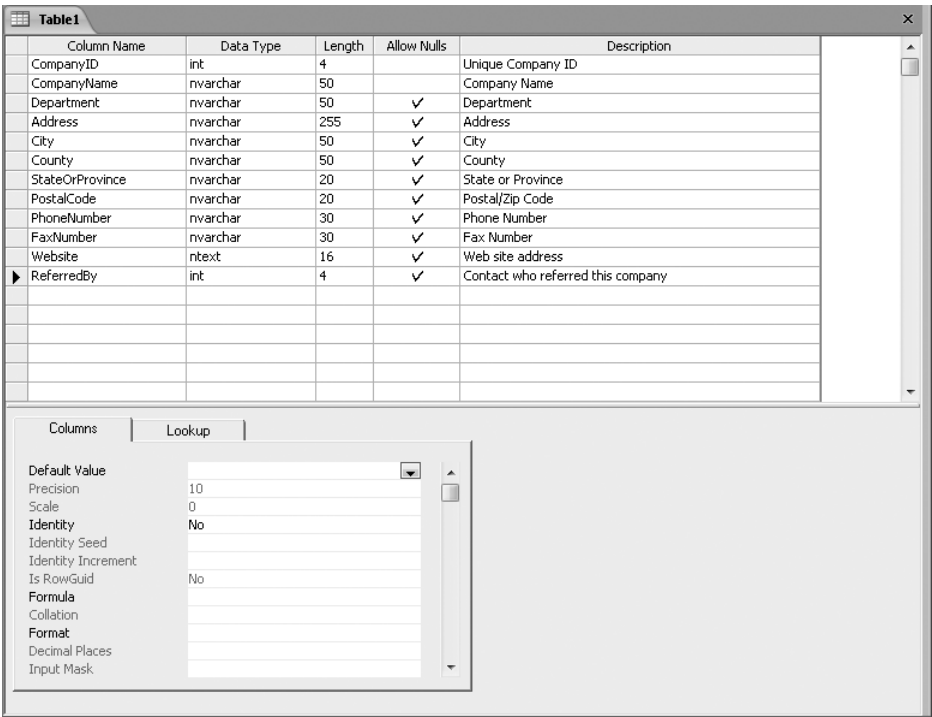 Table1
Column Name Data Type Length Allow Nulls Description
CompanyID int 4 Unique Company ID
CompanyName nvarchar 50 Company Name
Department nvarchar 50 ✓ Department
Address nvarchar 255 ✓ Address
City nvarchar 50 ✓ City
County nvarchar 50 ✓ County
StateOrProvince nvarchar 20 ✓ State or Province
PostalCode nvarchar 20 ✓ Postal/Zip Code
PhoneNumber nvarchar 30 ✓ Phone Number
FaxNumber nvarchar 30 ✓ Fax Number
Website ntext 16 ✓ Web site address
ReferredBy int 4 ✓ Contact who referred this company
Columns Lookup
Default Value
Precision 10
Scale 0
Identity No
Identity Seed
Identity Increment
Is RowGuid No
Formula
Collation
Format
Decimal Places
Input Mask